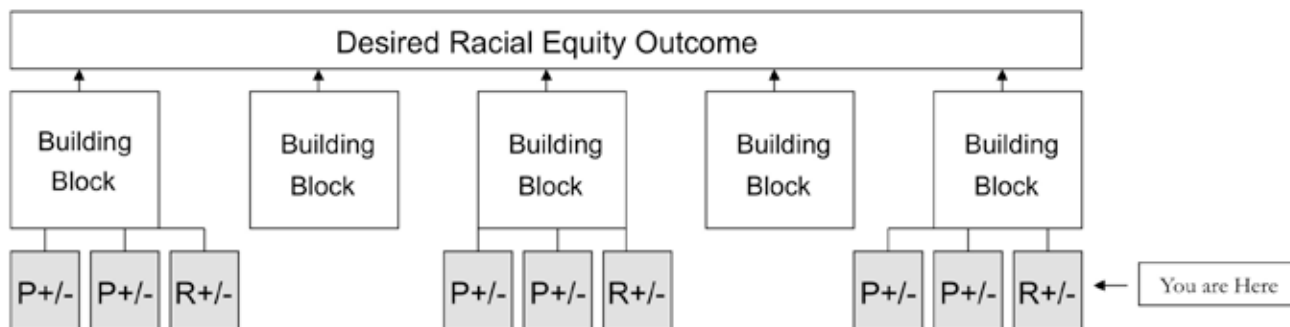 Desired Racial Equity Outcome
Building
Block
Building
Block
Building
Block
Building
Block
Building
Block
P+/- P+/- R+/- P+/- P+/- R+/- P+/- P+/- R+/- You are Here